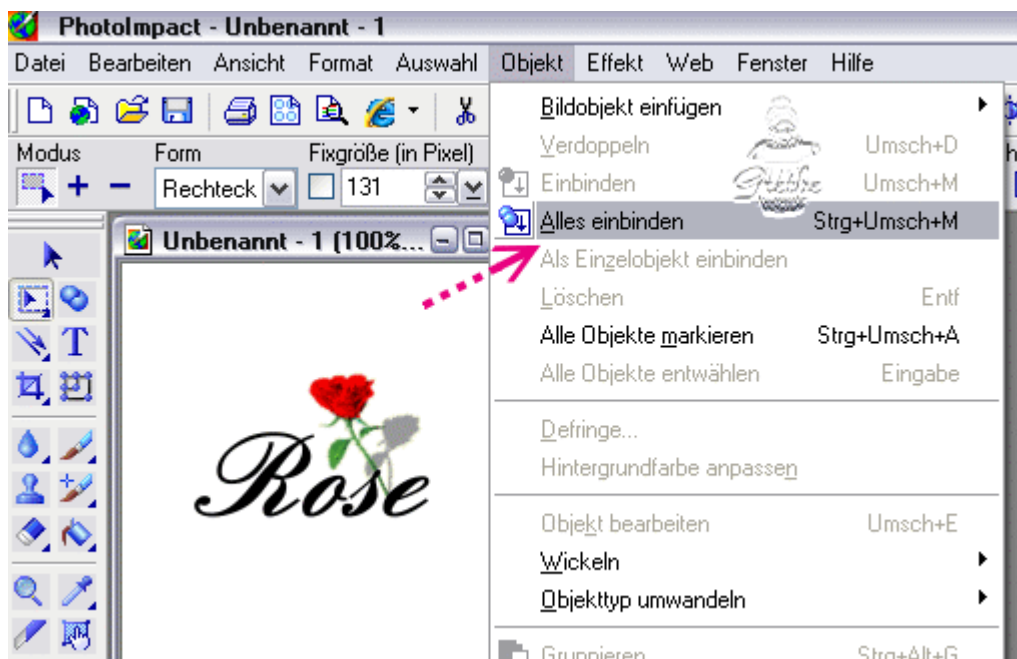 PhotoImpact - Unbenannt - 1
Datei Bearbeiten Ansicht Format Auswahl Objekt Effekt Web Fenster Hilfe
Modus Form Fixgröße (in Pixel)
Rechteck 131
Unbenannt - 1 (100%...
Rose
Bildobjekt einfügen
Verdoppeln Umsch+D
Einbinden Umsch+M
Alles einbinden Strg+Umsch+M
Als Einzelobjekt einbinden
Löschen Entf
Alle Objekte markieren Strg+Umsch+A
Alle Objekte entwählen Eingabe
Defringe...
Hintergrundfarbe anpassen
Objekt bearbeiten Umsch+E
Wickeln
Objekttyp umwandeln
Gruppieren Strg+Alt+G